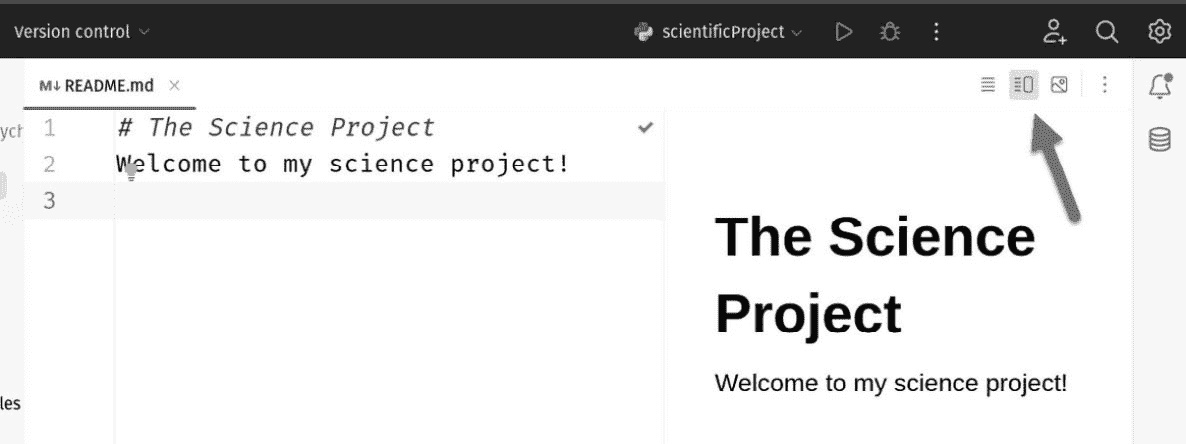 Version control
scientificProject
M↓ README.md
ych
1 # The Science Project
2 Welcome to my science project!
3
The Science
Project
Welcome to my science project!
les